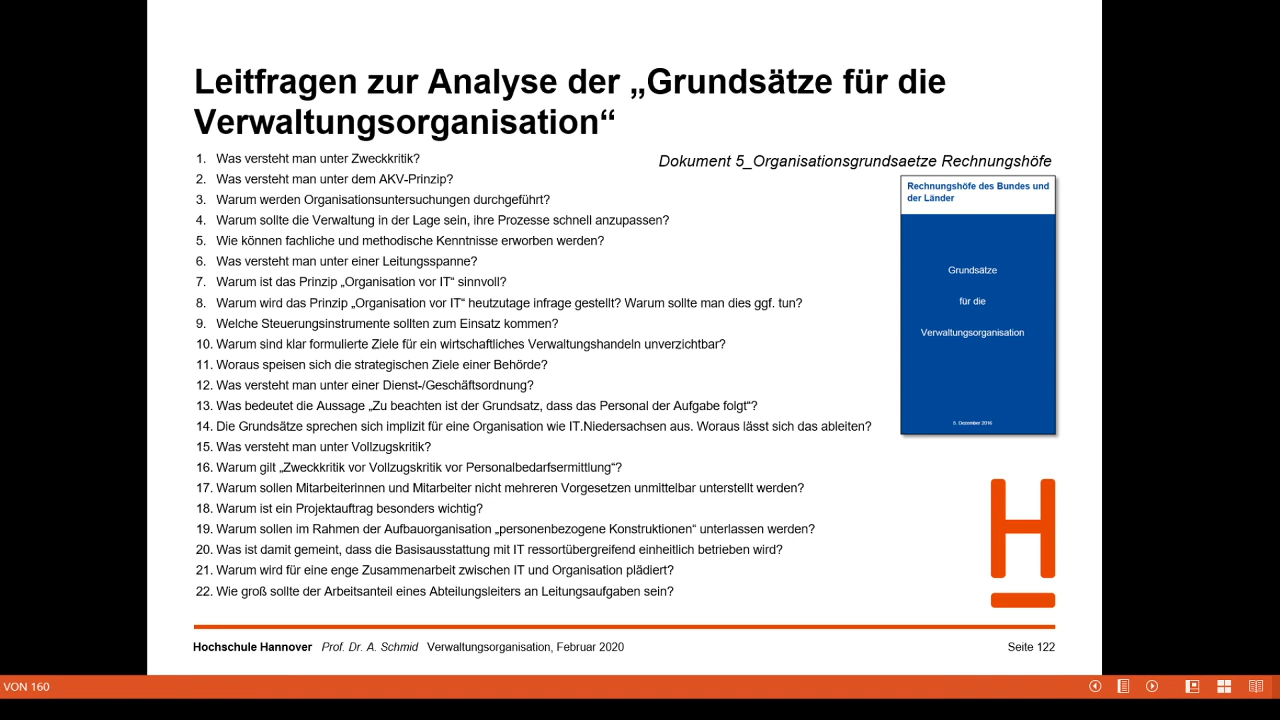 Leitfragen zur Analyse der „Grundsätze für die
Verwaltungsorganisation“
Dokument 5_Organisationsgrundsaetze Rechnungshöfe
1. Was versteht man unter Zweckkritik?
2. Was versteht man unter dem AKV-Prinzip?
3. Warum werden Organisationsuntersuchungen durchgeführt?
4. Warum sollte die Verwaltung in der Lage sein, ihre Prozesse schnell anzupassen?
5. Wie können fachliche und methodische Kenntnisse erworben werden?
6. Was versteht man unter einer Leitungsspanne?
7. Warum ist das Prinzip „Organisation vor IT“ sinnvoll?
8. Warum wird das Prinzip „Organisation vor IT“ heutzutage infrage gestellt? Warum sollte man dies ggf. tun?
9. Welche Steuerungsinstrumente sollten zum Einsatz kommen?
10. Warum sind klar formulierte Ziele für ein wirtschaftliches Verwaltungshandeln unverzichtbar?
11. Woraus speisen sich die strategischen Ziele einer Behörde?
12. Was versteht man unter einer Dienst-/Geschäftsordnung?
13. Was bedeutet die Aussage „Zu beachten ist der Grundsatz, dass das Personal der Aufgabe folgt“?
14. Die Grundsätze sprechen sich implizit für eine Organisation wie IT.Niedersachsen aus. Woraus lässt sich das ableiten?
15. Was versteht man unter Vollzugskritik?
16. Warum gilt „Zweckkritik vor Vollzugskritik vor Personalbedarfsermittlung“?
17. Warum sollen Mitarbeiterinnen und Mitarbeiter nicht mehreren Vorgesetzen unmittelbar unterstellt werden?
18. Warum ist ein Projektauftrag besonders wichtig?
19. Warum sollen im Rahmen der Aufbauorganisation „personenbezogene Konstruktionen“ unterlassen werden?
20. Was ist damit gemeint, dass die Basisausstattung mit IT ressortübergreifend einheitlich betrieben wird?
21. Warum wird für eine enge Zusammenarbeit zwischen IT und Organisation plädiert?
22. Wie groß sollte der Arbeitsanteil eines Abteilungsleiters an Leitungsaufgaben sein?
Rechnungshöfe des Bundes und
der Länder
Grundsätze
für die
Verwaltungsorganisation
5. Dezember 2016
H
Hochschule Hannover Prof. Dr. A. Schmid Verwaltungsorganisation, Februar 2020
Seite 122
VON 160